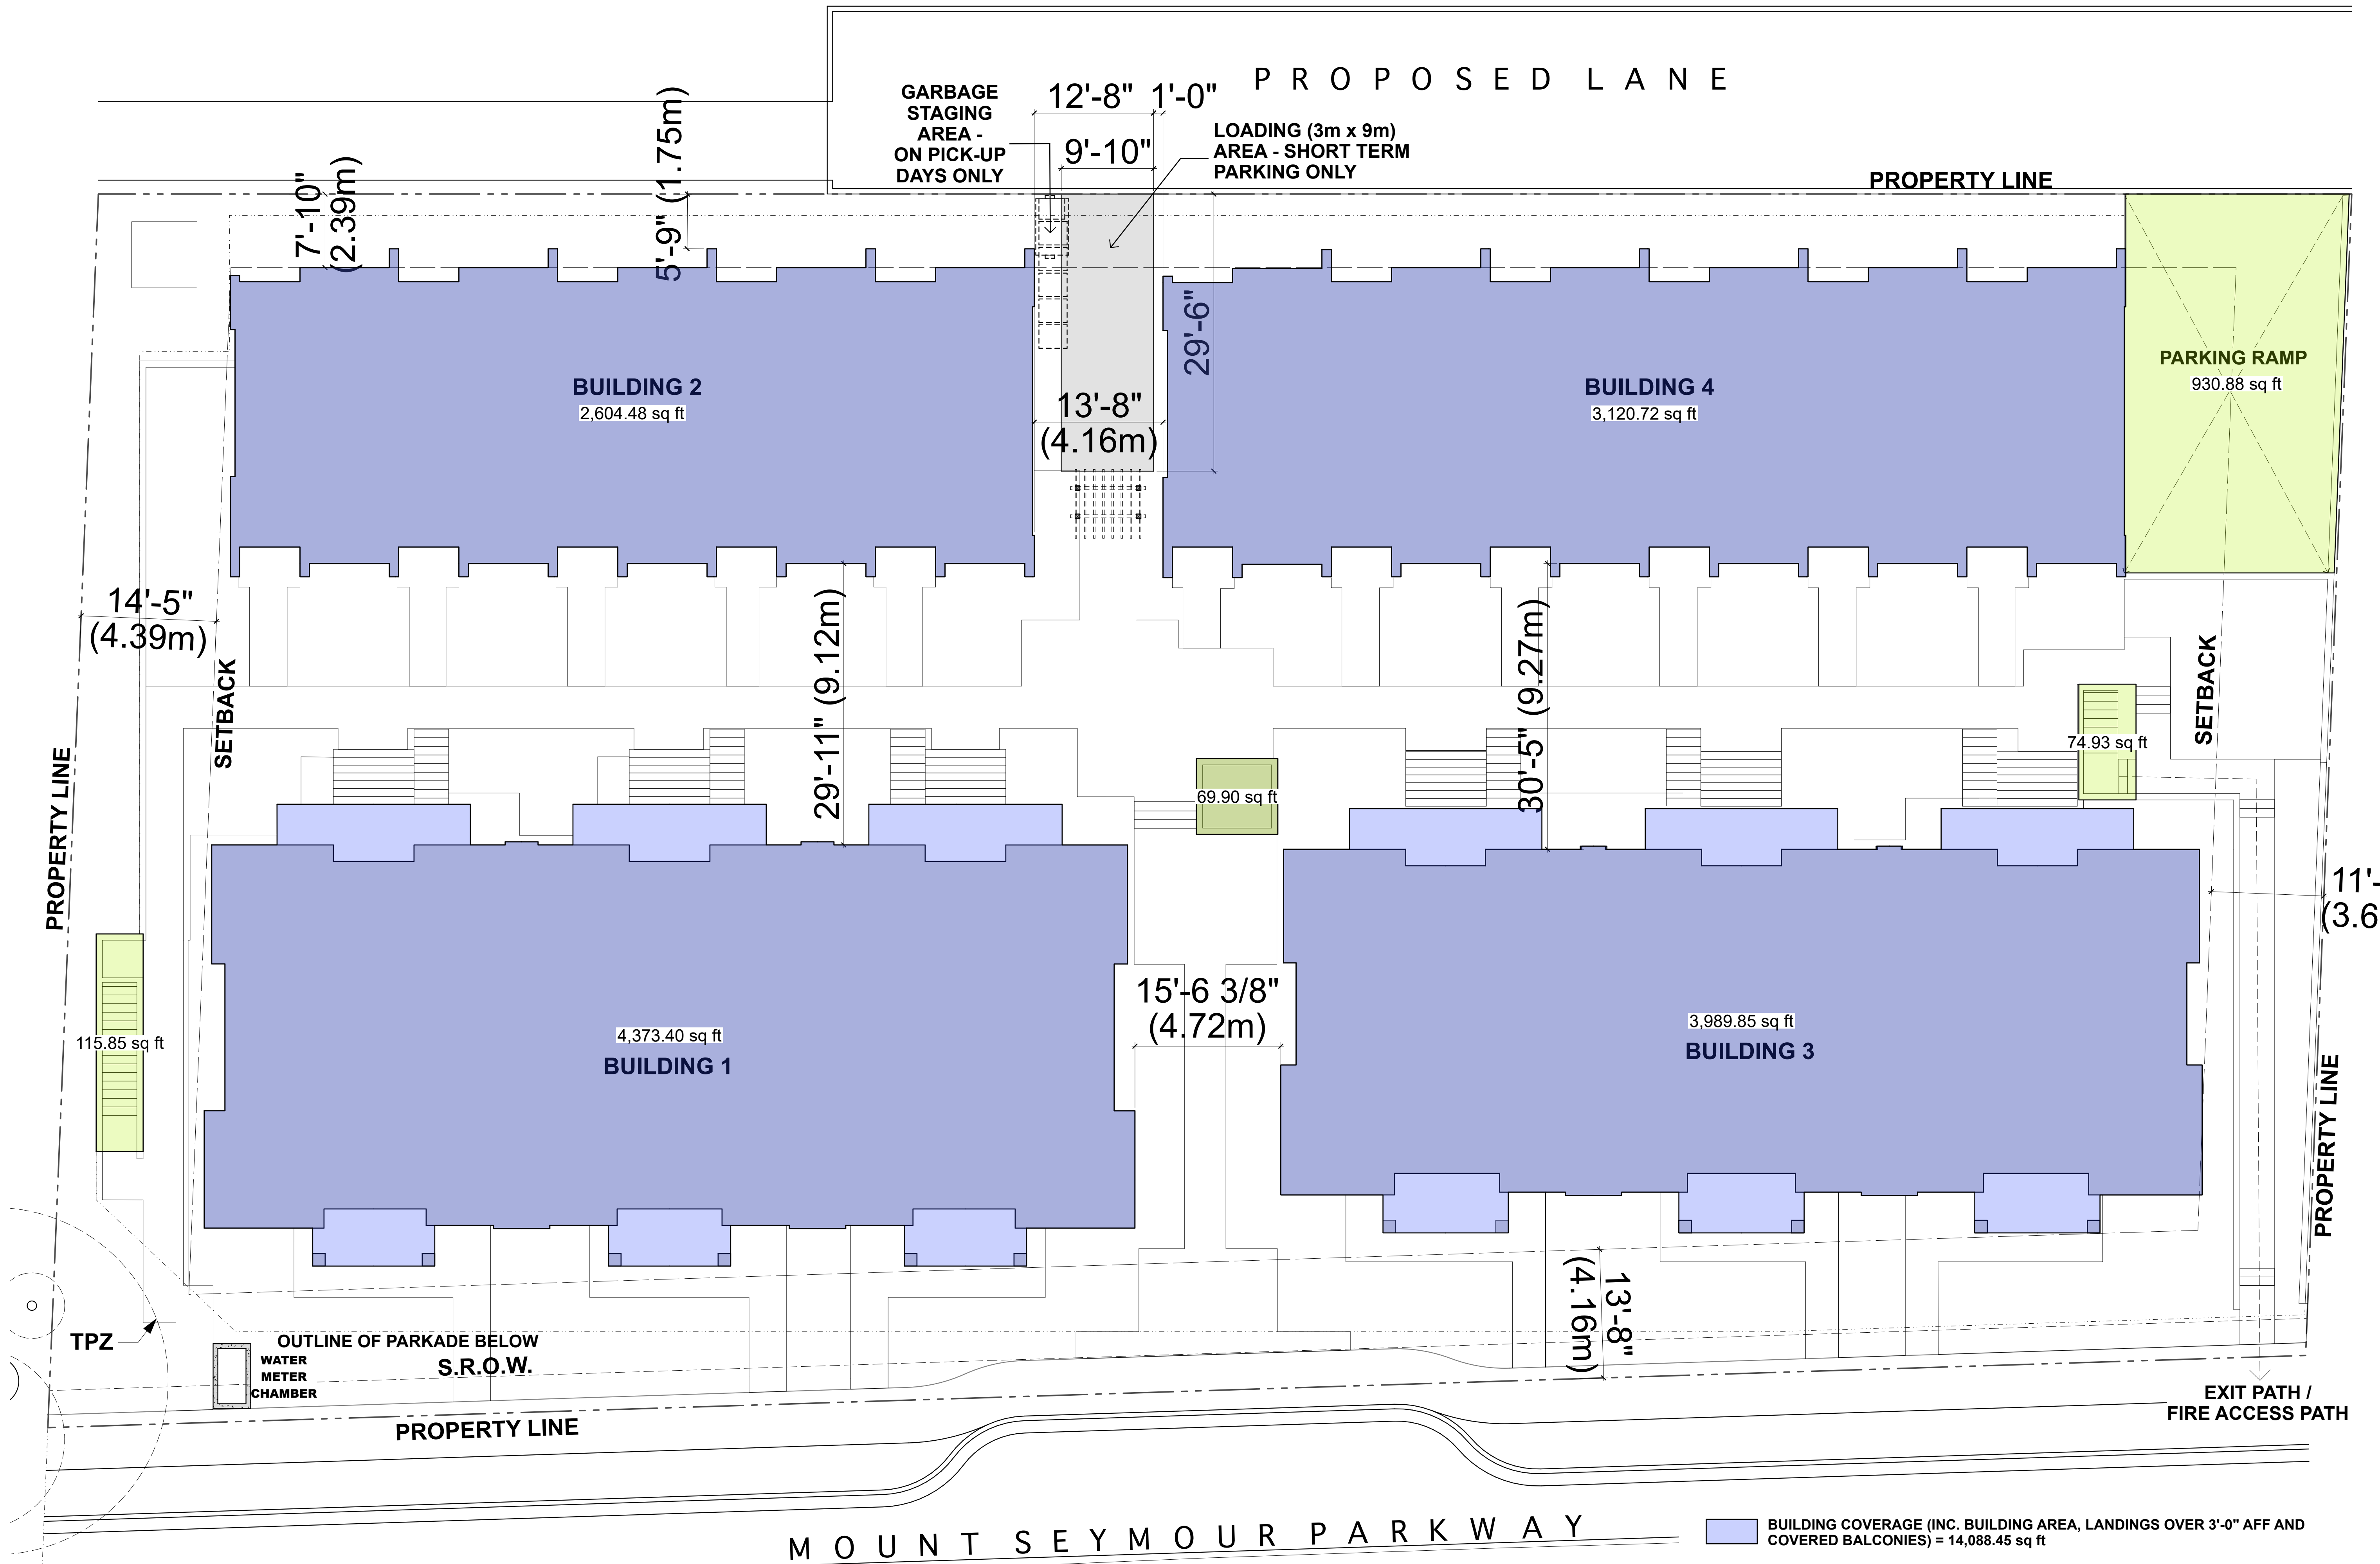 PROPOSED LANE
GARBAGE
STAGING
AREA -
ON PICK-UP
DAYS ONLY
12'-8"
1'-0"
9'-10"
LOADING (3m x 9m)
AREA - SHORT TERM
PARKING ONLY
PROPERTY LINE
7'-10"
(2.39m)
5'-9" (1.75m)
29'-6"
BUILDING 2
2,604.48 sq ft
13'-8"
(4.16m)
BUILDING 4
3,120.72 sq ft
PARKING RAMP
930.88 sq ft
14'-5"
(4.39m)
SETBACK
29'-11" (9.12m)
30'-5" (9.27m)
SETBACK
PROPERTY LINE
69.90 sq ft
74.93 sq ft
11'-
(3.6
115.85 sq ft
4,373.40 sq ft
BUILDING 1
15'-6 3/8"
(4.72m)
3,989.85 sq ft
BUILDING 3
PROPERTY LINE
13'-8"
(4.16m)
TPZ
OUTLINE OF PARKADE BELOW
S.R.O.W.
WATER
METER
CHAMBER
PROPERTY LINE
EXIT PATH /
FIRE ACCESS PATH
MOUNT SEYMOUR PARKWAY
BUILDING COVERAGE (INC. BUILDING AREA, LANDINGS OVER 3'-0" AFF AND
COVERED BALCONIES) = 14,088.45 sq ft